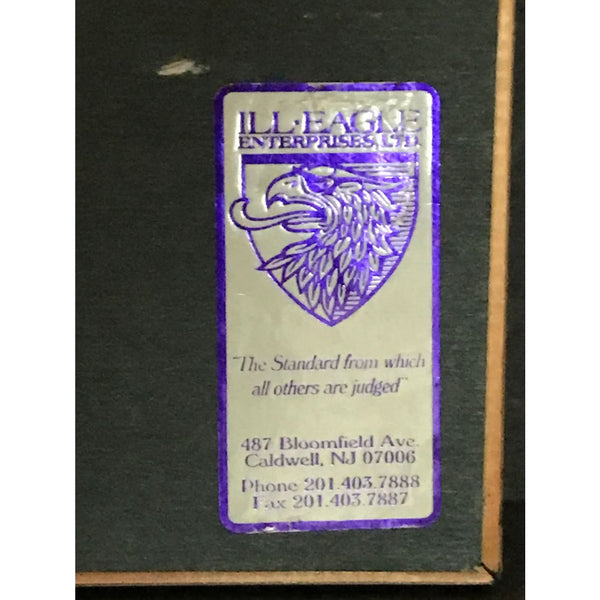 ILL·EAGLE
ENTERPRISES, LTD.
"The Standard from which
all others are judged"
487 Bloomfield Ave.
Caldwell, NJ 07006
Phone 201.403.7888
Fax 201.403.7887